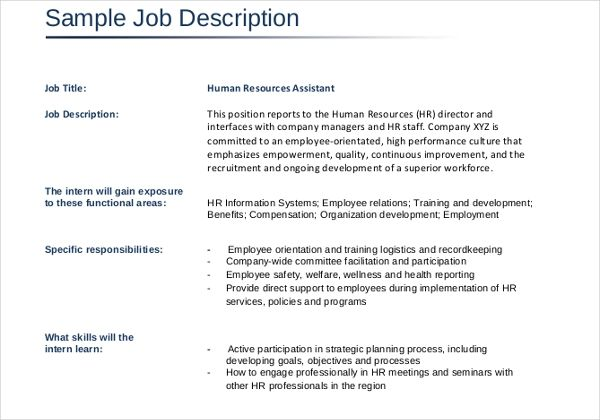 Sample Job Description
Job Title: Human Resources Assistant
Job Description: This position reports to the Human Resources (HR) director and
interfaces with company managers and HR staff. Company XYZ is
committed to an employee-orientated, high performance culture that
emphasizes empowerment, quality, continuous improvement, and the
recruitment and ongoing development of a superior workforce.
The intern will gain exposure
to these functional areas: HR Information Systems; Employee relations; Training and development;
Benefits; Compensation; Organization development; Employment
Specific responsibilities: - Employee orientation and training logistics and recordkeeping
- Company-wide committee facilitation and participation
- Employee safety, welfare, wellness and health reporting
- Provide direct support to employees during implementation of HR
services, policies and programs
What skills will the
intern learn: - Active participation in strategic planning process, including
developing goals, objectives and processes
- How to engage professionally in HR meetings and seminars with
other HR professionals in the region